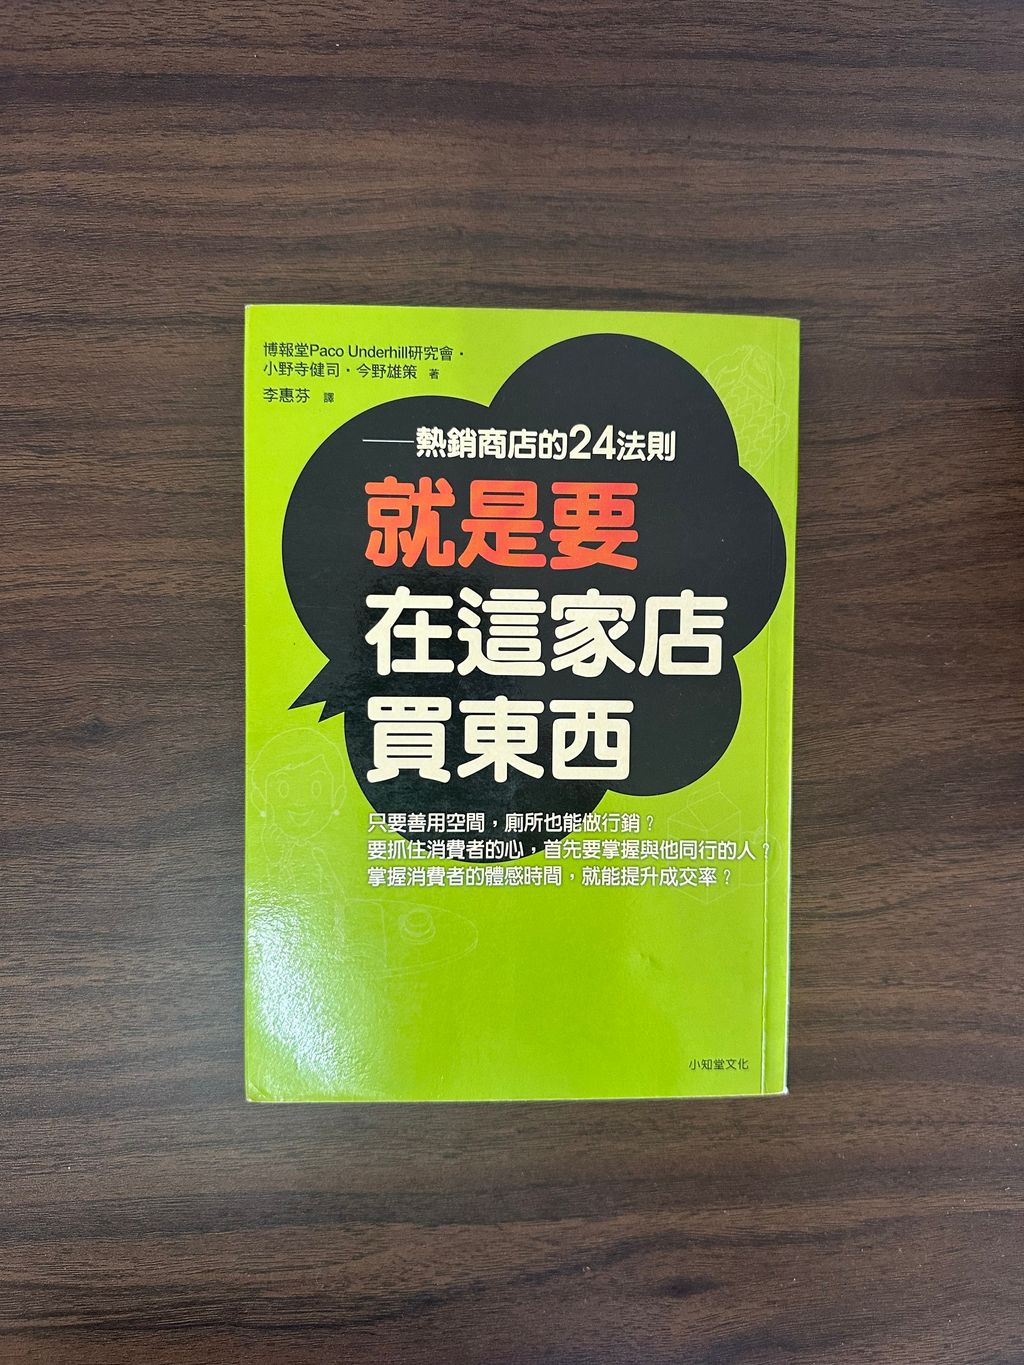 博報堂Paco Underhill研究會・
小野寺健司・今野雄策 著
李惠芬 譯
——熱銷商店的24法則
就是要
在這家店
買東西
只要善用空間，廁所也能做行銷？
要抓住消費者的心，首先要掌握與他同行的人？
掌握消費者的體感時間，就能提升成交率？
小知堂文化